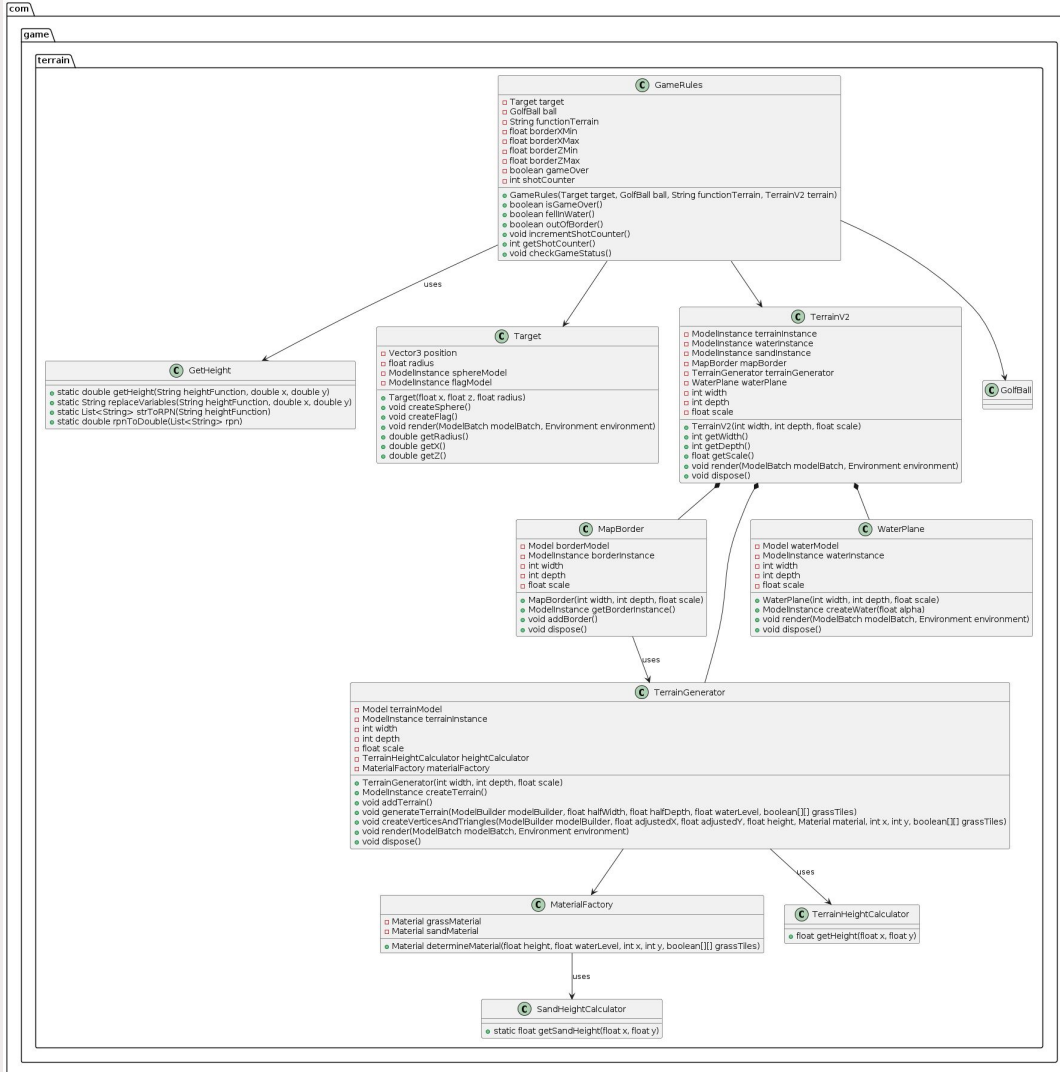 com
game
terrain
C GameRules
Target target
GolfBall ball
String functionTerrain
float borderXMin
float borderXMax
float borderZMin
float borderZMax
boolean gameOver
int shotCounter
GameRules(Target target, GolfBall ball, String functionTerrain, TerrainV2 terrain)
boolean isGameOver()
boolean fellInWater()
boolean outOfBorder()
void incrementShotCounter()
int getShotCounter()
void checkGameStatus()
uses
C GetHeight
static double getHeight(String heightFunction, double x, double y)
static String replaceVariables(String heightFunction, double x, double y)
static List<String> strToRPN(String heightFunction)
static double rpnToDouble(List<String> rpn)
C Target
Vector3 position
float radius
ModelInstance sphereModel
ModelInstance flagModel
Target(float x, float z, float radius)
void createSphere()
void createFlag()
void render(ModelBatch modelBatch, Environment environment)
double getRadius()
double getX()
double getZ()
C TerrainV2
ModelInstance terrainInstance
ModelInstance waterInstance
ModelInstance sandInstance
MapBorder mapBorder
TerrainGenerator terrainGenerator
WaterPlane waterPlane
int width
int depth
float scale
TerrainV2(int width, int depth, float scale)
int getWidth()
int getDepth()
float getScale()
void render(ModelBatch modelBatch, Environment environment)
void dispose()
C GolfBall
C MapBorder
Model borderModel
ModelInstance borderInstance
int width
int depth
float scale
MapBorder(int width, int depth, float scale)
ModelInstance getBorderInstance()
void addBorder()
void dispose()
C WaterPlane
Model waterModel
ModelInstance waterInstance
int width
int depth
float scale
WaterPlane(int width, int depth, float scale)
ModelInstance createWater(float alpha)
void render(ModelBatch modelBatch, Environment environment)
void dispose()
uses
C TerrainGenerator
Model terrainModel
ModelInstance terrainInstance
int width
int depth
float scale
TerrainHeightCalculator heightCalculator
MaterialFactory materialFactory
TerrainGenerator(int width, int depth, float scale)
ModelInstance createTerrain()
void addTerrain()
void generateTerrain(ModelBuilder modelBuilder, float halfWidth, float halfDepth, float waterLevel, boolean[][] grassTiles)
void createVerticesAndTriangles(ModelBuilder modelBuilder, float adjustedX, float adjustedY, float height, Material material, int x, int y, boolean[][] grassTiles)
void render(ModelBatch modelBatch, Environment environment)
void dispose()
uses
C MaterialFactory
Material grassMaterial
Material sandMaterial
Material determineMaterial(float height, float waterLevel, int x, int y, boolean[][] grassTiles)
C TerrainHeightCalculator
float getHeight(float x, float y)
uses
C SandHeightCalculator
static float getSandHeight(float x, float y)